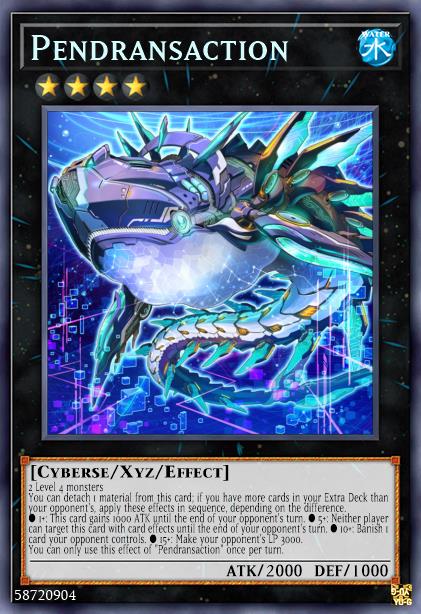 Pendransaction
WATER
水
[Cyberse/Xyz/Effect]
2 Level 4 monsters
You can detach 1 material from this card; if you have more cards in your Extra Deck than
your opponent's, apply these effects in sequence, depending on the difference.
● 1+: This card gains 1000 ATK until the end of your opponent's turn. ● 5+: Neither player
can target this card with card effects until the end of your opponent's turn. ● 10+: Banish 1
card your opponent controls. ● 15+: Make your opponent's LP 3000.
You can only use this effect of "Pendransaction" once per turn.
ATK/2000 DEF/1000
58720904